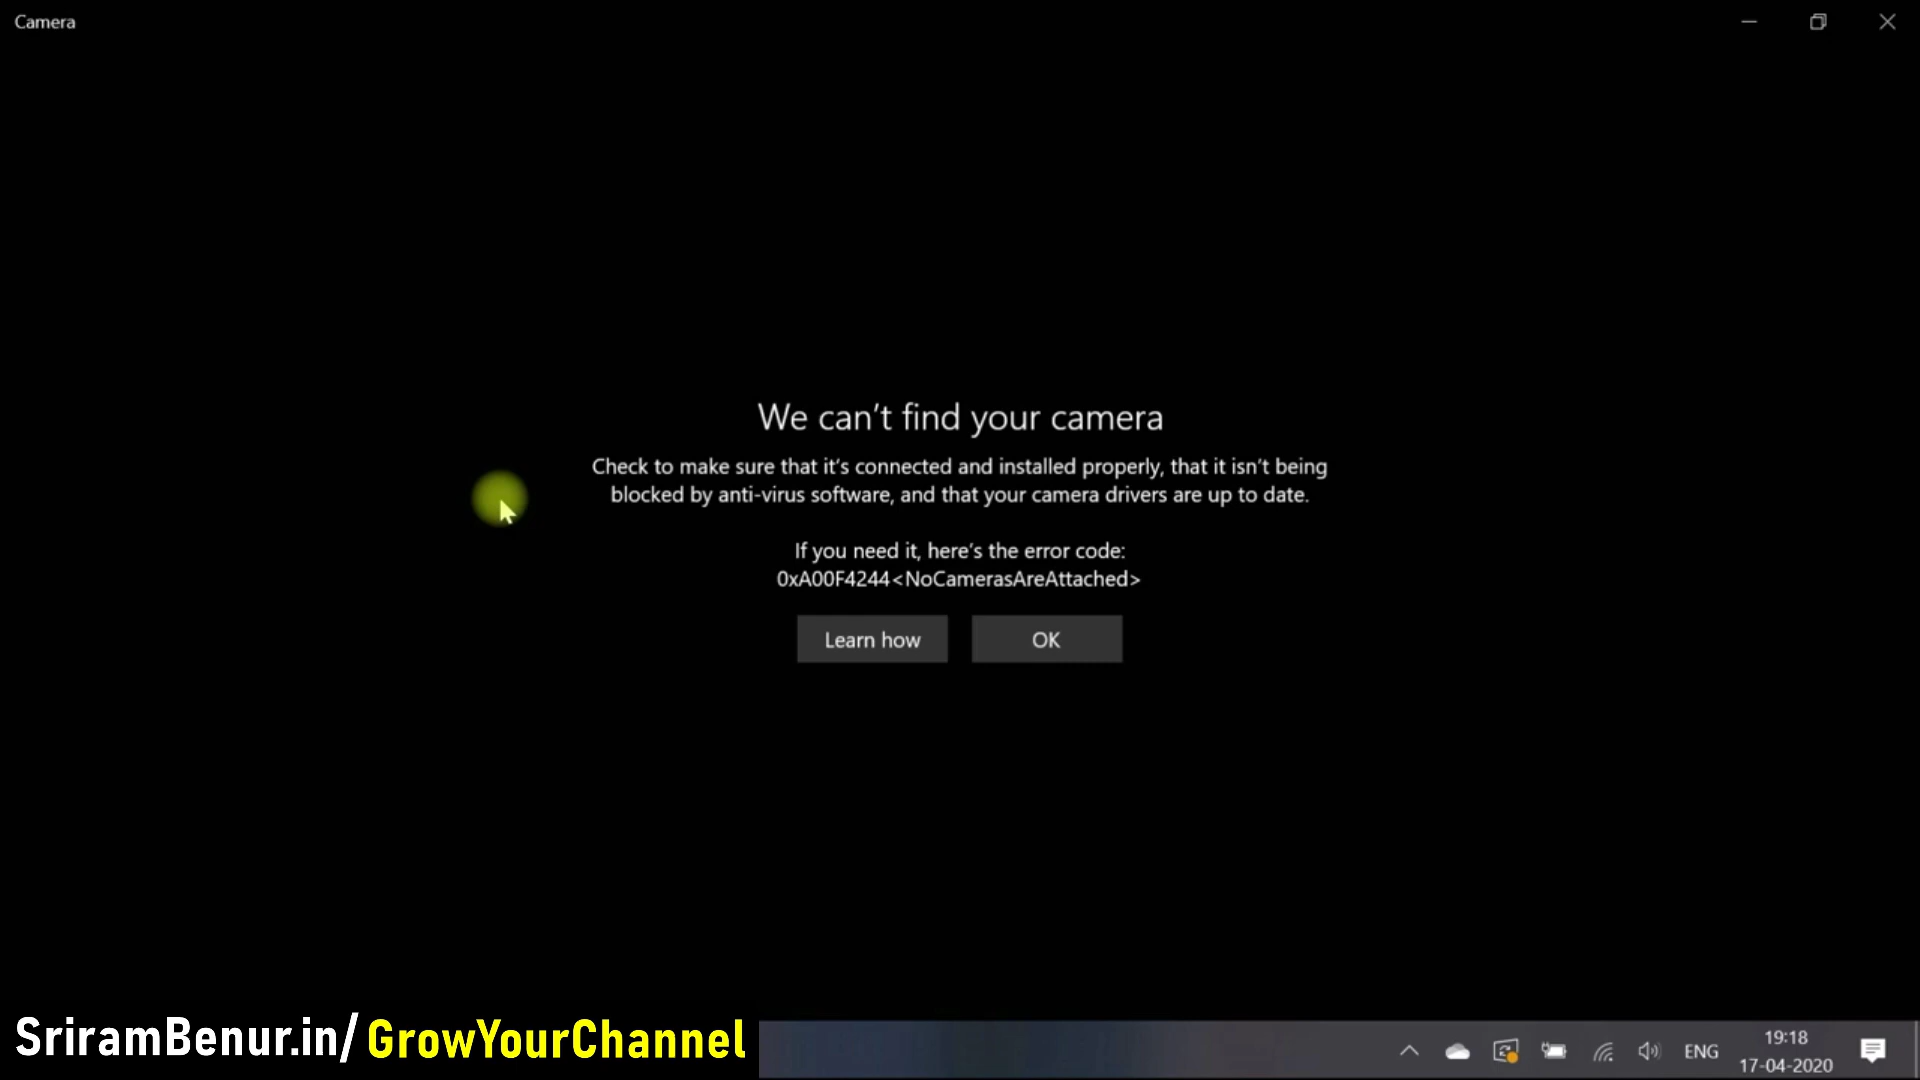 Camera
We can't find your camera
Check to make sure that it's connected and installed properly, that it isn't being
blocked by anti-virus software, and that your camera drivers are up to date.
If you need it, here's the error code:
0xA00F4244<NoCamerasAreAttached>
Learn how
OK
SriramBenur.in/GrowYourChannel
ENG
19:18
17-04-2020